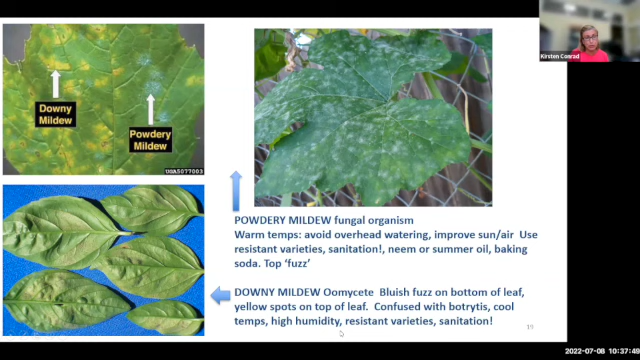 Kirsten Conrad
Downy
Mildew
Powdery
Mildew
UGA5077003
POWDERY MILDEW fungal organism
Warm temps: avoid overhead watering, improve sun/air  Use
resistant varieties, sanitation!, neem or summer oil, baking
soda. Top ‘fuzz’
DOWNY MILDEW Oomycete  Bluish fuzz on bottom of leaf,
yellow spots on top of leaf.  Confused with botrytis, cool
temps, high humidity, resistant varieties, sanitation!
19
2022-07-08 10:37:49